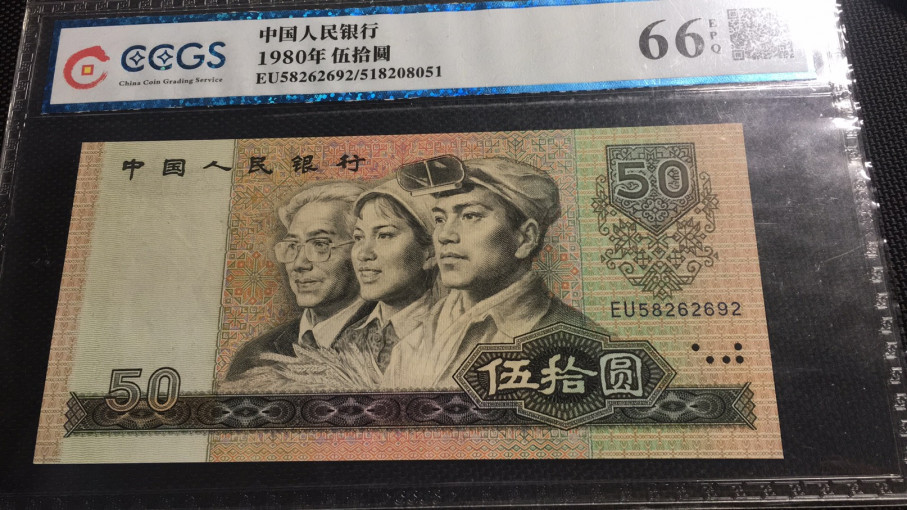 CCGS
China Coin Grading Service
中国人民银行
1980年 伍拾圓
EU58262692/518208051
66 EPQ
中国人民银行
50
EU58262692
伍拾圆
50